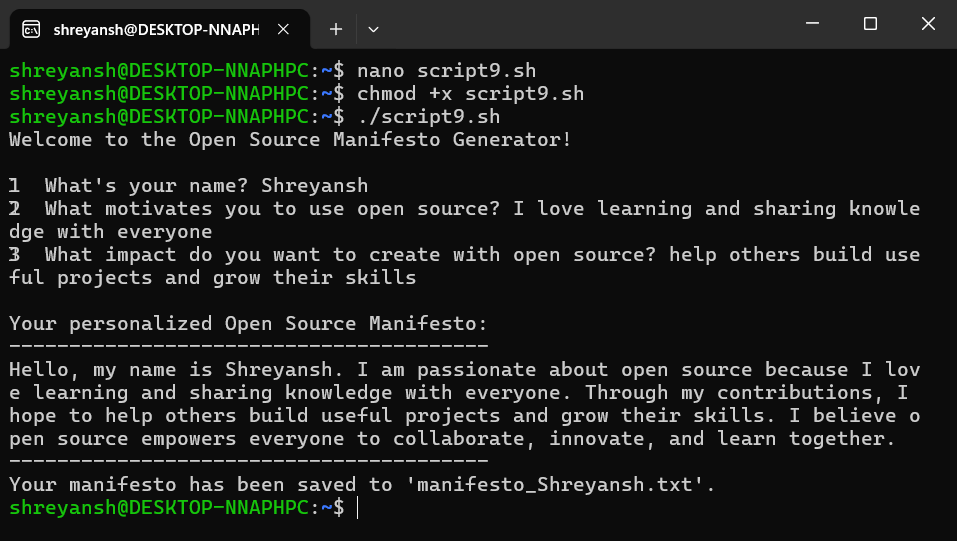 shreyansh@DESKTOP-NNAPH
shreyansh@DESKTOP-NNAPHPC:~$ nano script9.sh
shreyansh@DESKTOP-NNAPHPC:~$ chmod +x script9.sh
shreyansh@DESKTOP-NNAPHPC:~$ ./script9.sh
Welcome to the Open Source Manifesto Generator!
1  What's your name? Shreyansh
2  What motivates you to use open source? I love learning and sharing knowle
dge with everyone
3  What impact do you want to create with open source? help others build use
ful projects and grow their skills
Your personalized Open Source Manifesto:
----------------------------------------
Hello, my name is Shreyansh. I am passionate about open source because I lov
e learning and sharing knowledge with everyone. Through my contributions, I
hope to help others build useful projects and grow their skills. I believe o
pen source empowers everyone to collaborate, innovate, and learn together.
----------------------------------------
Your manifesto has been saved to 'manifesto_Shreyansh.txt'.
shreyansh@DESKTOP-NNAPHPC:~$